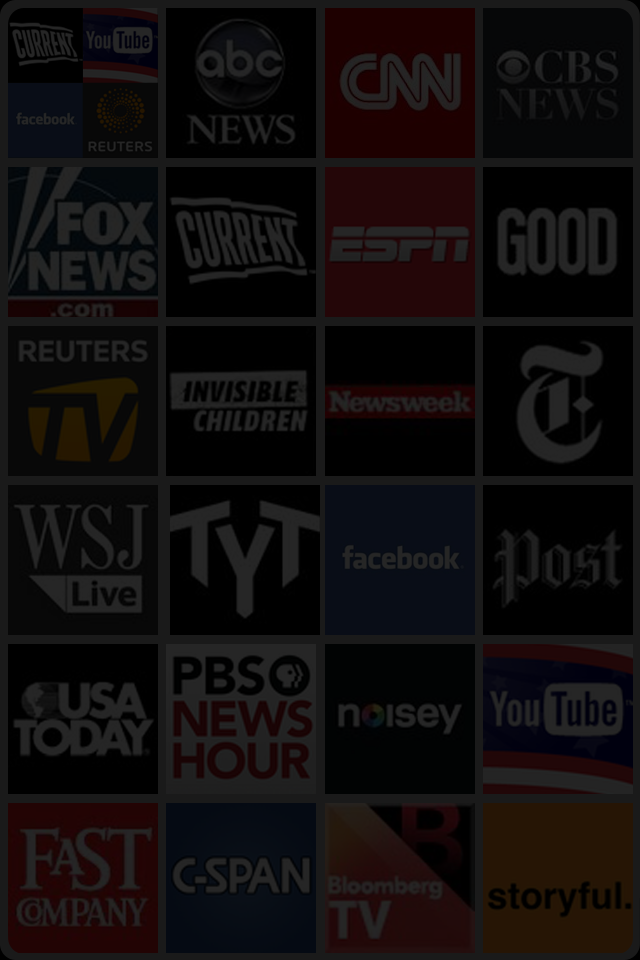 CURRENT
YouTube
facebook
REUTERS
abc
NEWS
CNN
CBS
NEWS
FOX
NEWS
.com
CURRENT
ESPN
GOOD
REUTERS
TV
INVISIBLE
CHILDREN
Newsweek
T
WSJ
Live
TYT
facebook
Post
USA
TODAY
PBS
NEWS
HOUR
noisey
YouTube
FAST
COMPANY
C-SPAN
B
Bloomberg
TV
storyful.